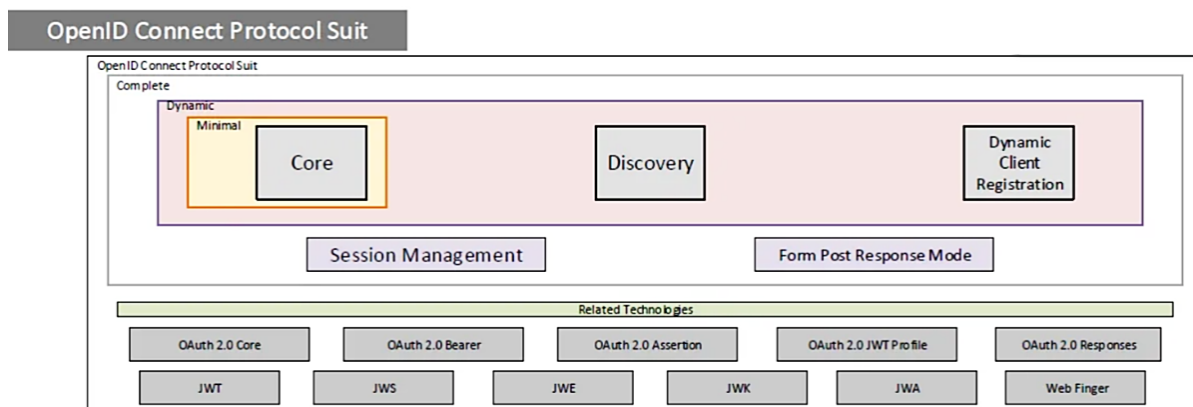 OpenID Connect Protocol Suit
OpenID Connect Protocol Suit
Complete
Dynamic
Minimal
Core
Discovery
Dynamic
Client
Registration
Session Management
Form Post Response Mode
Related Technologies
OAuth 2.0 Core
OAuth 2.0 Bearer
OAuth 2.0 Assertion
OAuth 2.0 JWT Profile
OAuth 2.0 Responses
JWT
JWS
JWE
JWK
JWA
Web Finger